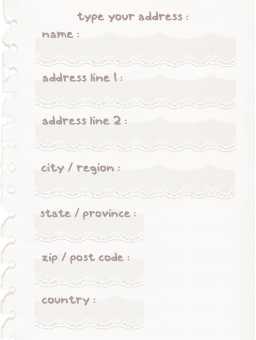 type your address :
name :
address line 1 :
address line 2 :
city / region :
state / province :
zip / post code :
country :